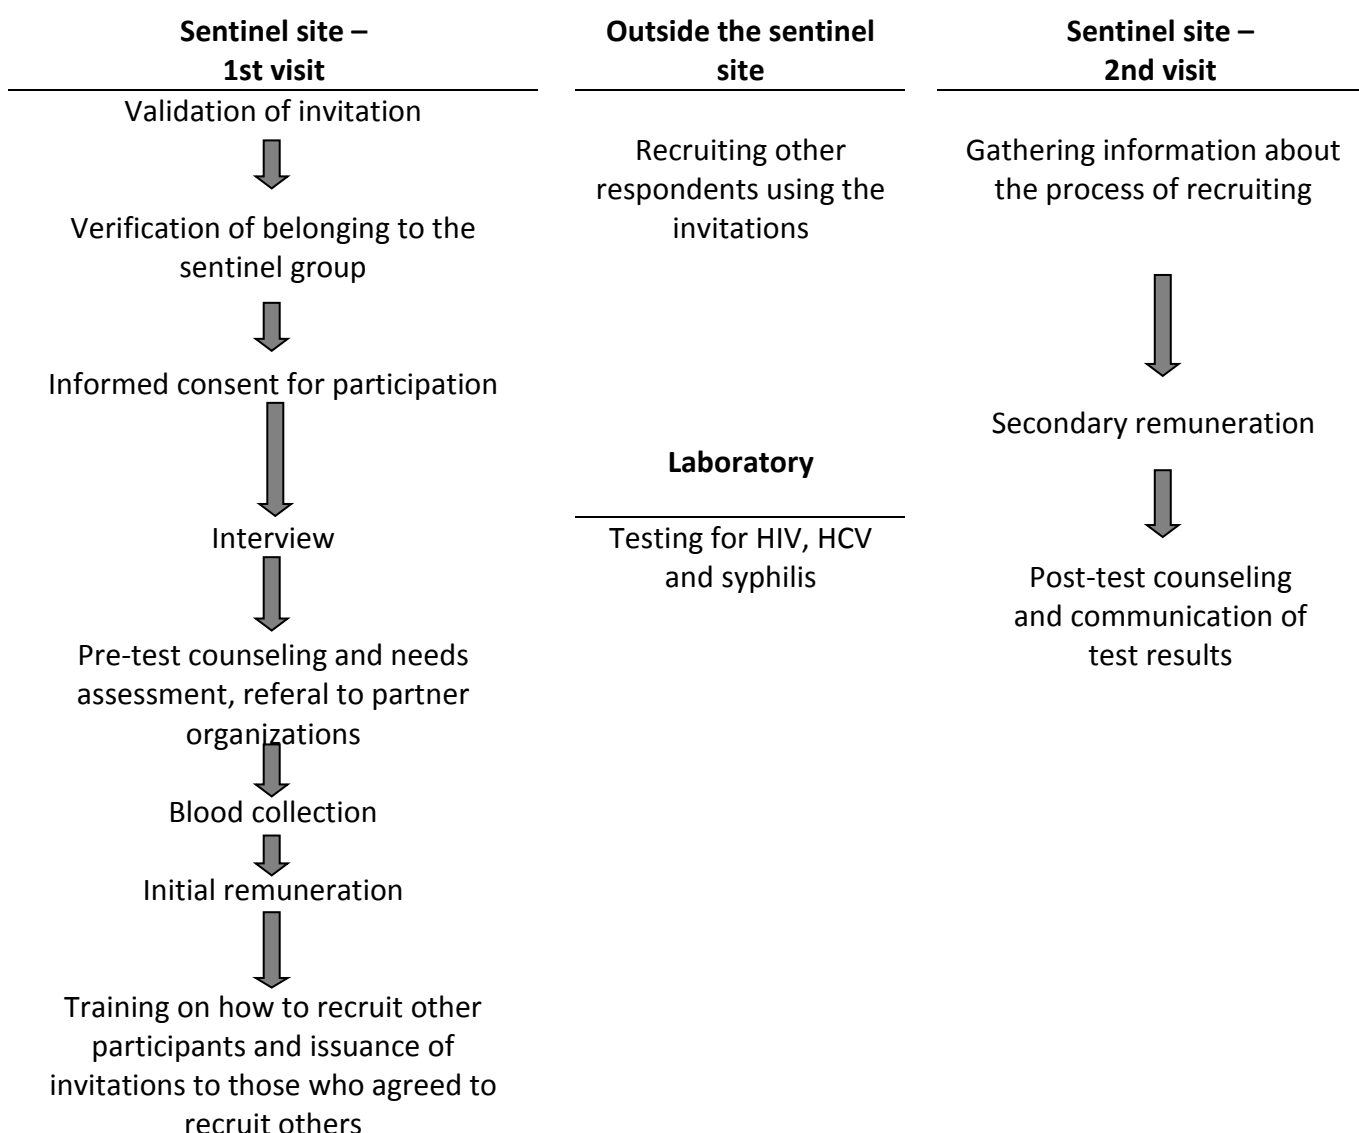 Sentinel site –
1st visit
Validation of invitation
Verification of belonging to the
sentinel group
Informed consent for participation
Interview
Pre-test counseling and needs
assessment, referal to partner
organizations
Blood collection
Initial remuneration
Training on how to recruit other
participants and issuance of
invitations to those who agreed to
recruit others
Outside the sentinel
site
Recruiting other
respondents using the
invitations
Laboratory
Testing for HIV, HCV
and syphilis
Sentinel site –
2nd visit
Gathering information about
the process of recruiting
Secondary remuneration
Post-test counseling
and communication of
test results